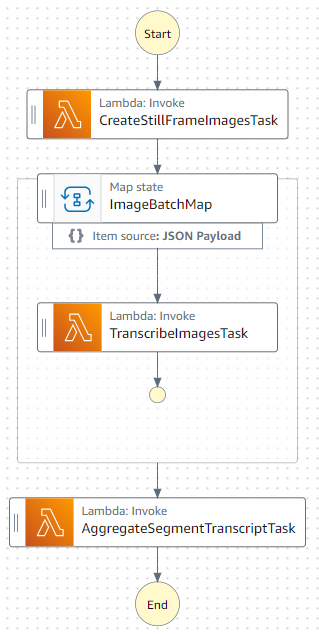 Start
Lambda: Invoke
CreateStillFrameImagesTask
Map state
ImageBatchMap
{} Item source: JSON Payload
Lambda: Invoke
TranscribeImagesTask
Lambda: Invoke
AggregateSegmentTranscriptTask
End